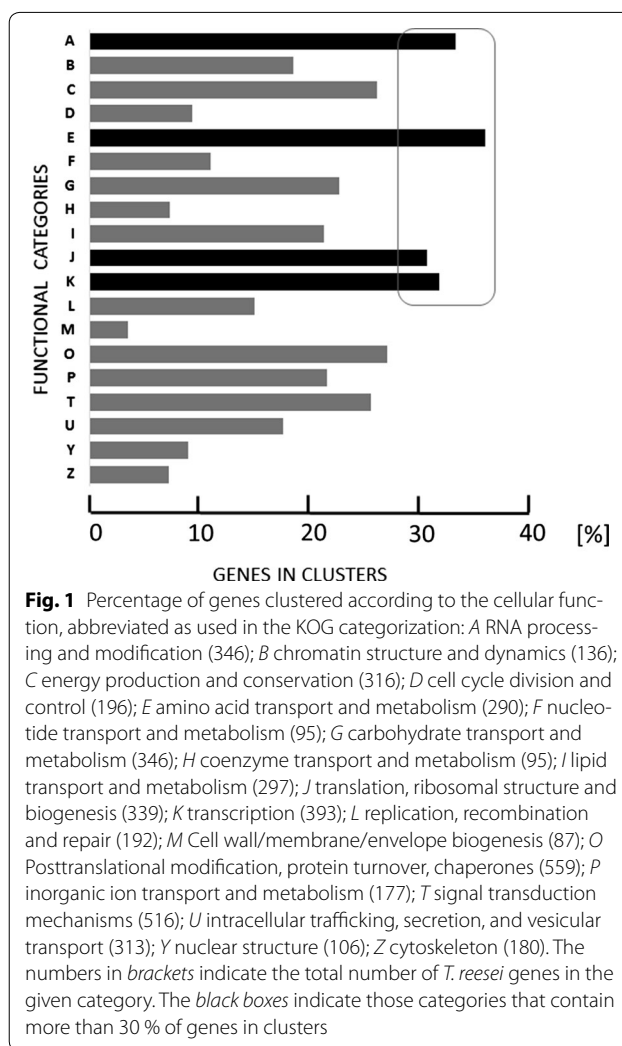 A
B
C
D
E
F
G
H
I
J
K
L
M
O
P
T
U
Y
Z
FUNCTIONAL CATEGORIES
0 10 20 30 40 [%]
GENES IN CLUSTERS
Fig. 1 Percentage of genes clustered according to the cellular func-
tion, abbreviated as used in the KOG categorization: A RNA process-
ing and modification (346); B chromatin structure and dynamics (136);
C energy production and conservation (316); D cell cycle division and
control (196); E amino acid transport and metabolism (290); F nucleo-
tide transport and metabolism (95); G carbohydrate transport and
metabolism (346); H coenzyme transport and metabolism (95); I lipid
transport and metabolism (297); J translation, ribosomal structure and
biogenesis (339); K transcription (393); L replication, recombination
and repair (192); M Cell wall/membrane/envelope biogenesis (87); O
Posttranslational modification, protein turnover, chaperones (559); P
inorganic ion transport and metabolism (177); T signal transduction
mechanisms (516); U intracellular trafficking, secretion, and vesicular
transport (313); Y nuclear structure (106); Z cytoskeleton (180). The
numbers in brackets indicate the total number of T. reesei genes in the
given category. The black boxes indicate those categories that contain
more than 30 % of genes in clusters